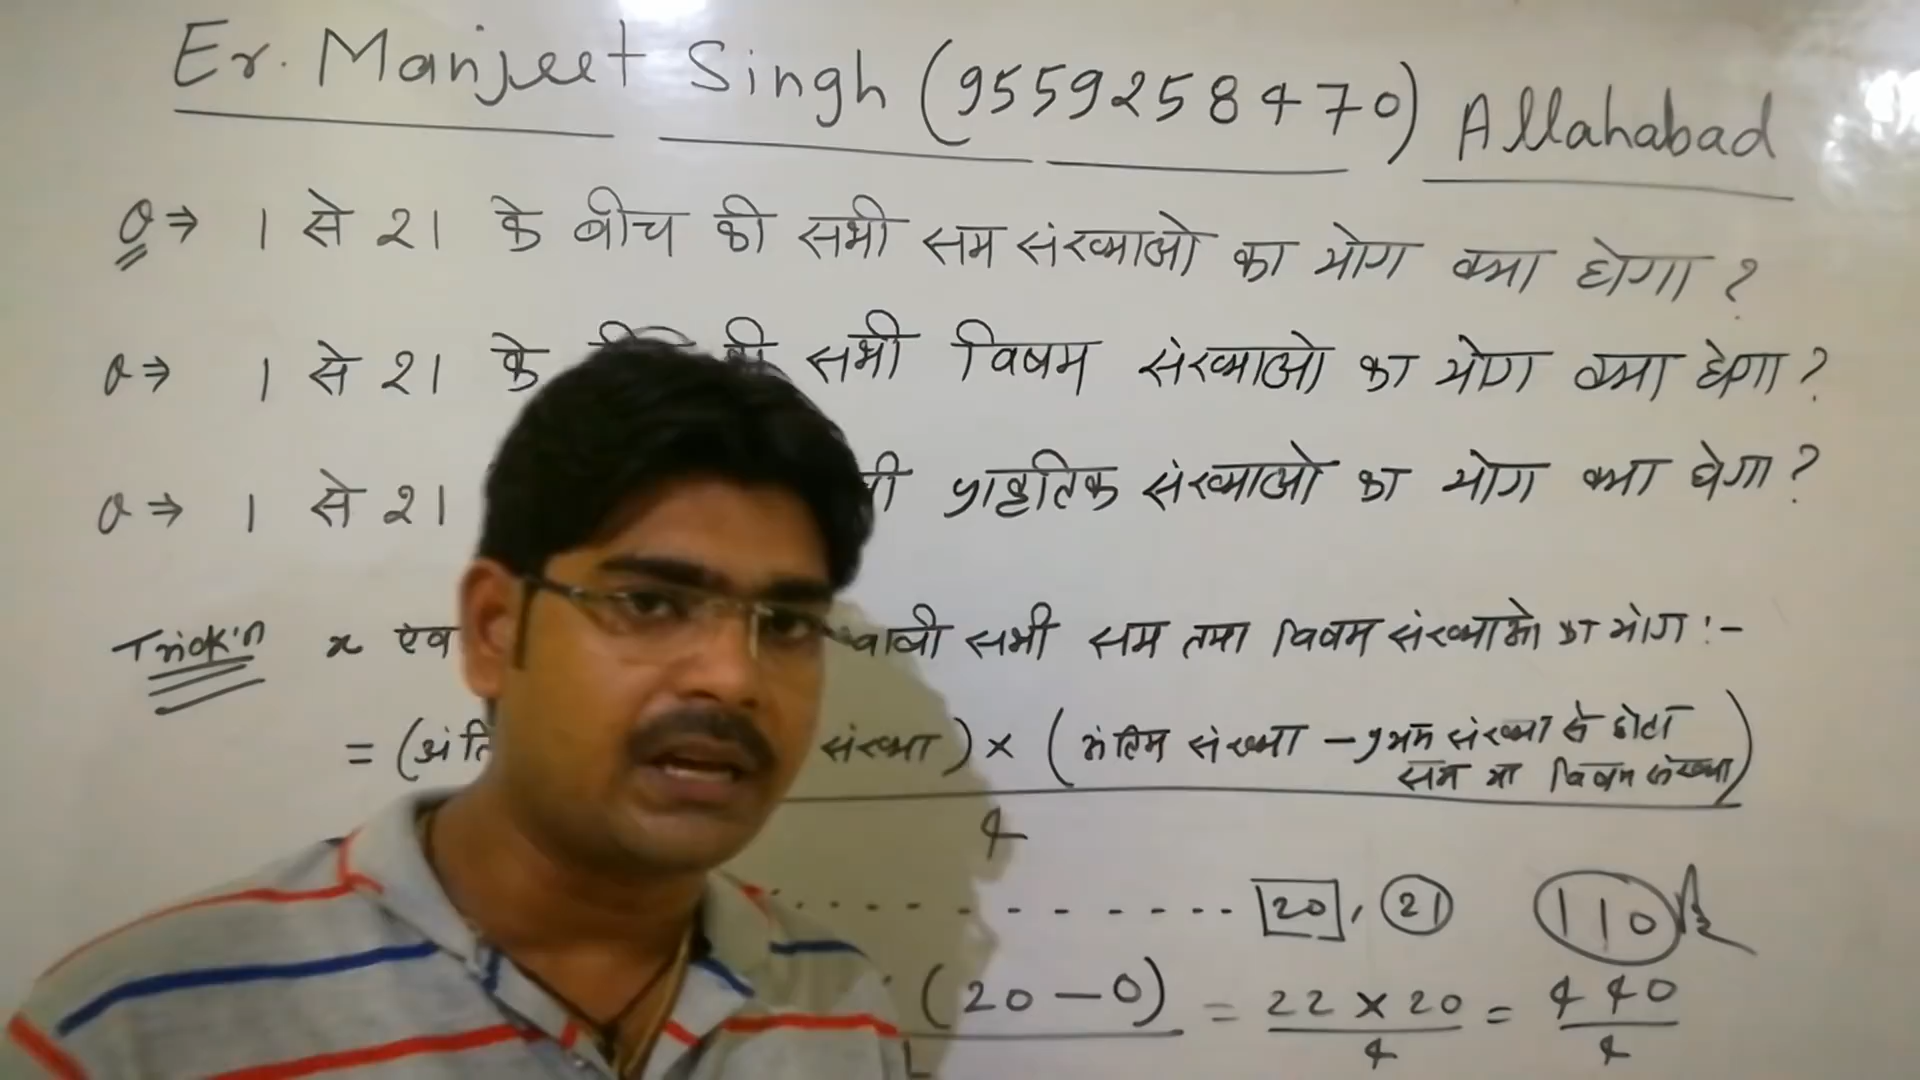 Er. Manjeet Singh (9559258470) Allahabad
Q ⇒ 1 से 21 के बीच की सभी सम संख्याओ का योग क्या होगा ?
Q ⇒ 1 से 21 के की सभी विषम संख्याओ का योग क्या होगा ?
Q ⇒ 1 से 21 प्राकृतिक संख्याओ का योग क्या होगा ?
Trick:n x एव वाली सभी सम तथा विषम संख्याओ का योग :-
= ( संख्या ) × ( अंतिम संख्या - प्रथम संख्या से छोटा
सम या विषम संख्या )
4
20 , 21 110
(20 - 0) = 22 × 20 = 440
4 4